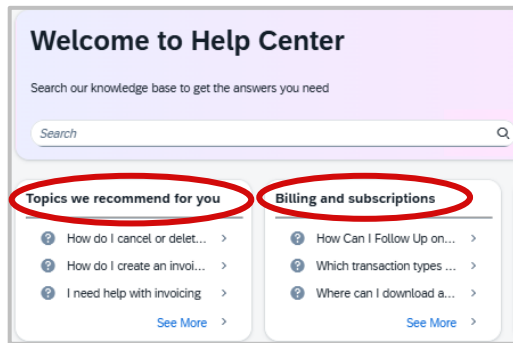 Welcome to Help Center
Search our knowledge base to get the answers you need
Search
Topics we recommend for you
How do I cancel or delet...
How do I create an invoi...
I need help with invoicing
See More
Billing and subscriptions
How Can I Follow Up on...
Which transaction types ...
Where can I download a...
See More